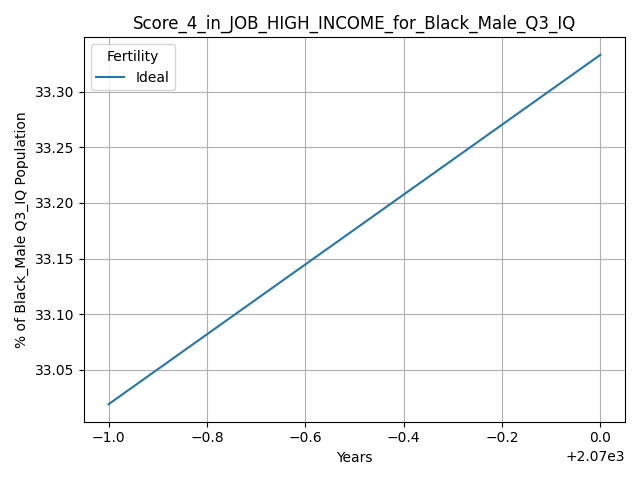 Score_4_in_JOB_HIGH_INCOME_for_Black_Male_Q3_IQ
Fertility
Ideal
% of Black_Male Q3_IQ Population
33.30
33.25
33.20
33.15
33.10
33.05
−1.0 −0.8 −0.6 −0.4 −0.2 0.0
+2.07e3
Years